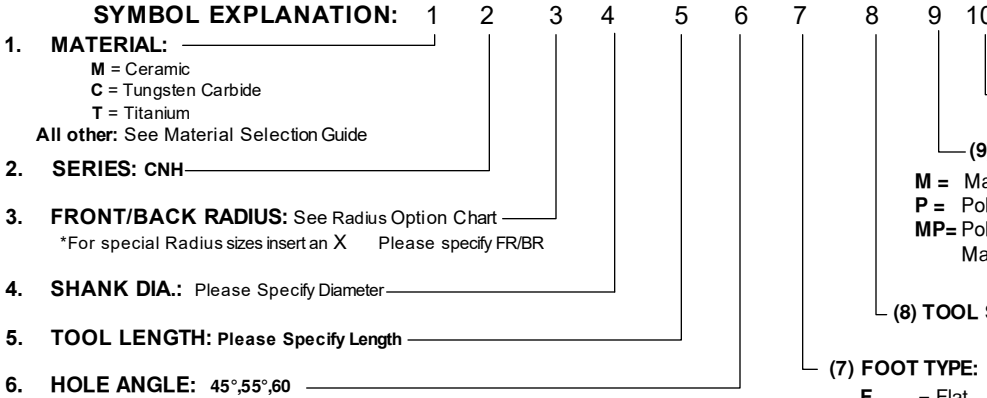 SYMBOL EXPLANATION: 1 2 3 4 5 6 7 8 9
1. MATERIAL:
M = Ceramic
C = Tungsten Carbide
T = Titanium
All other: See Material Selection Guide
2. SERIES: CNH
3. FRONT/BACK RADIUS: See Radius Option Chart
*For special Radius sizes insert an X Please specify FR/BR
4. SHANK DIA.: Please Specify Diameter
5. TOOL LENGTH: Please Specify Length
6. HOLE ANGLE: 45°,55°,60
(9
M =
P =
MP=
(8) TOOL
(7) FOOT TYPE:
F = Flat